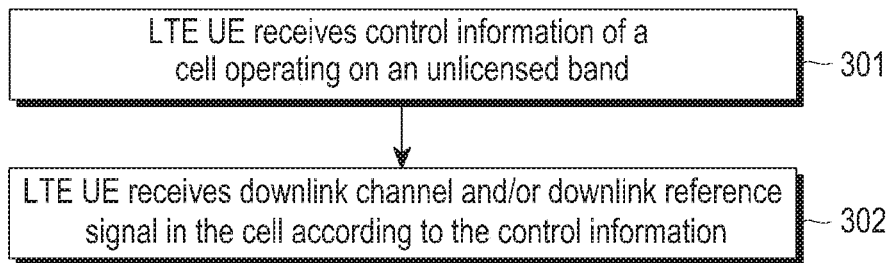 LTE UE receives control information of a
cell operating on an unlicensed band
301
LTE UE receives downlink channel and/or downlink reference
signal in the cell according to the control information
302